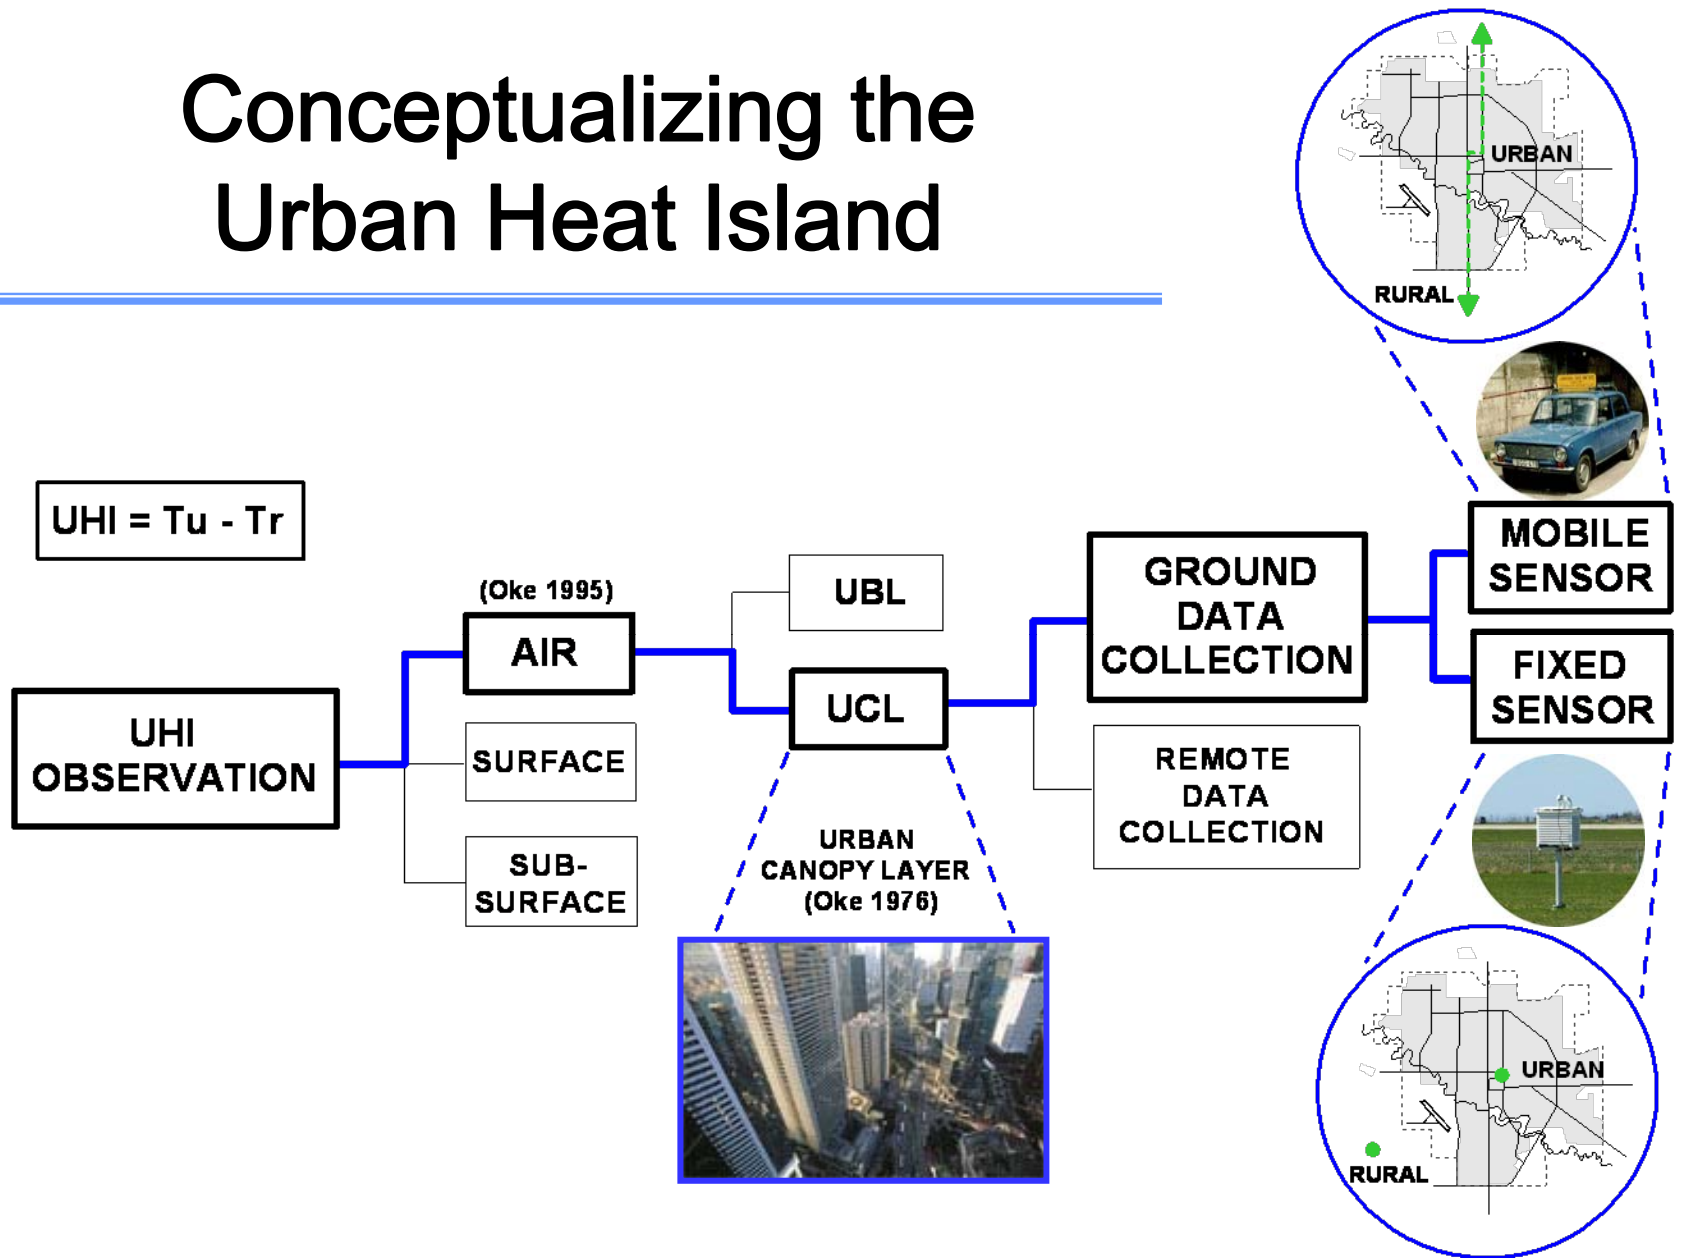 Conceptualizing the
Urban Heat Island
URBAN
RURAL
UHI = Tu - Tr
(Oke 1995)
AIR
UHI
OBSERVATION
SURFACE
SUB-
SURFACE
UBL
UCL
URBAN
CANOPY LAYER
(Oke 1976)
GROUND
DATA
COLLECTION
REMOTE
DATA
COLLECTION
MOBILE
SENSOR
FIXED
SENSOR
URBAN
RURAL